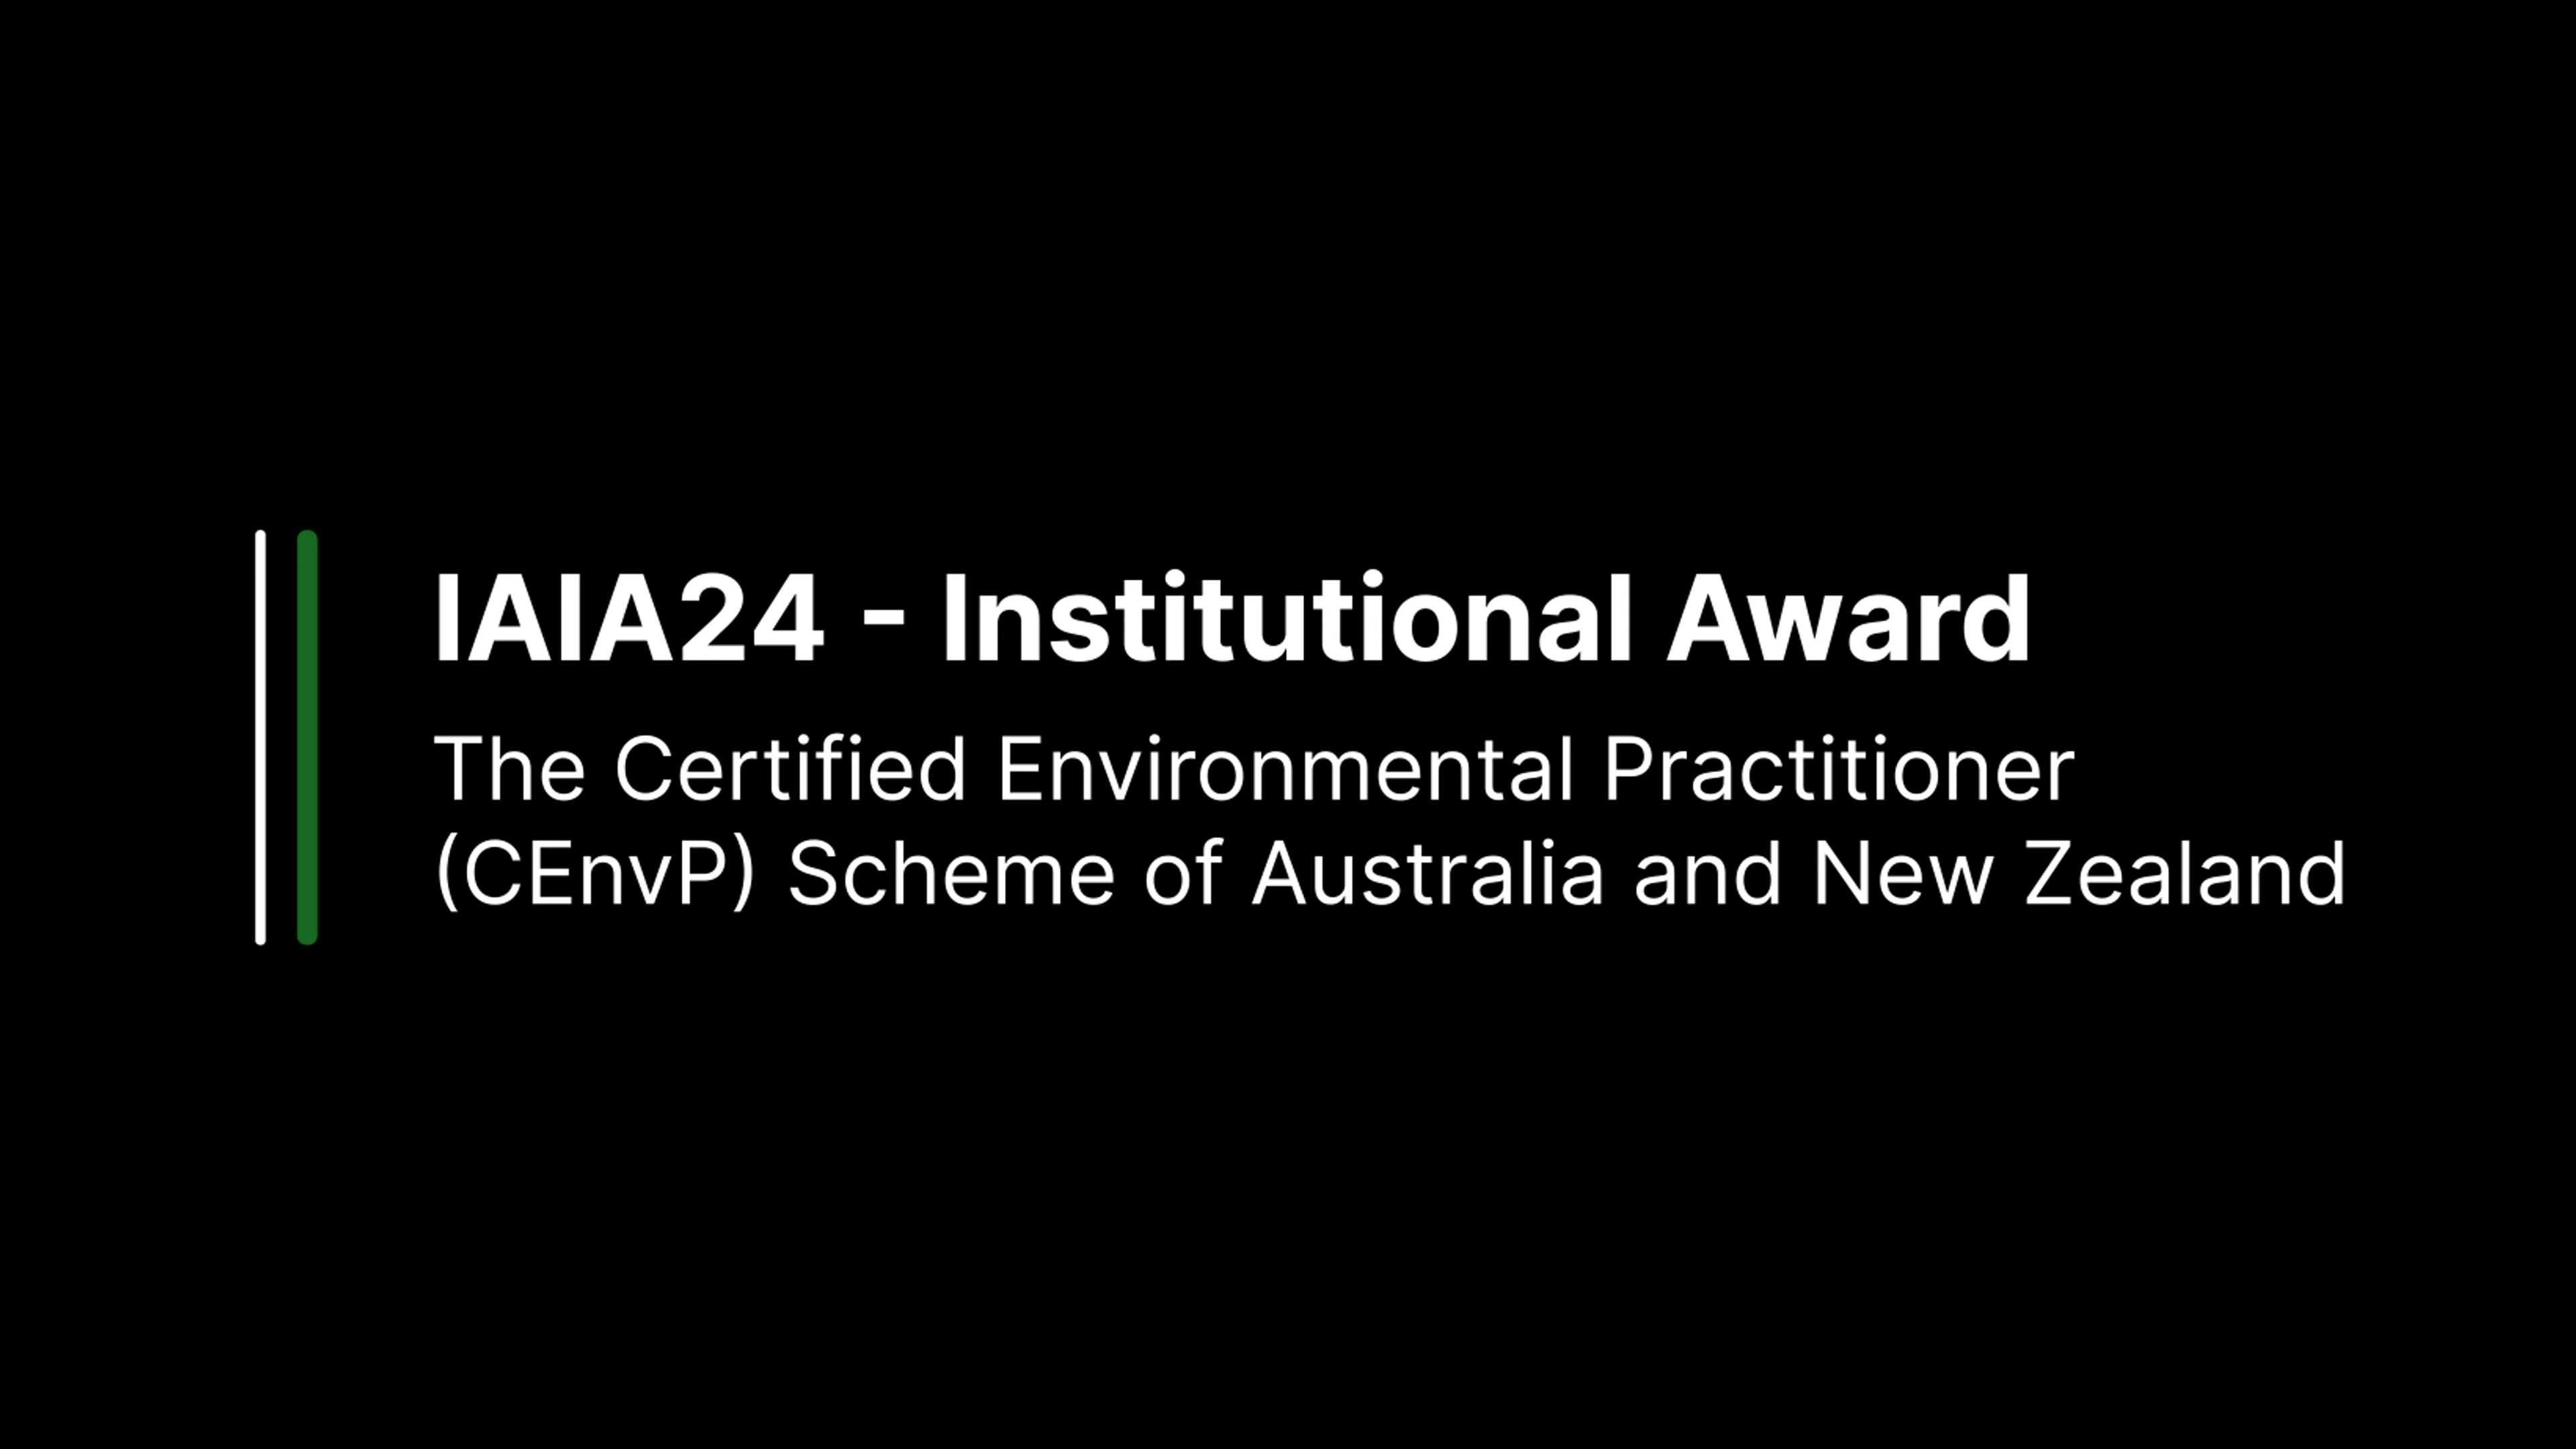 IAIA24 - Institutional Award
The Certified Environmental Practitioner
(CEnvP) Scheme of Australia and New Zealand